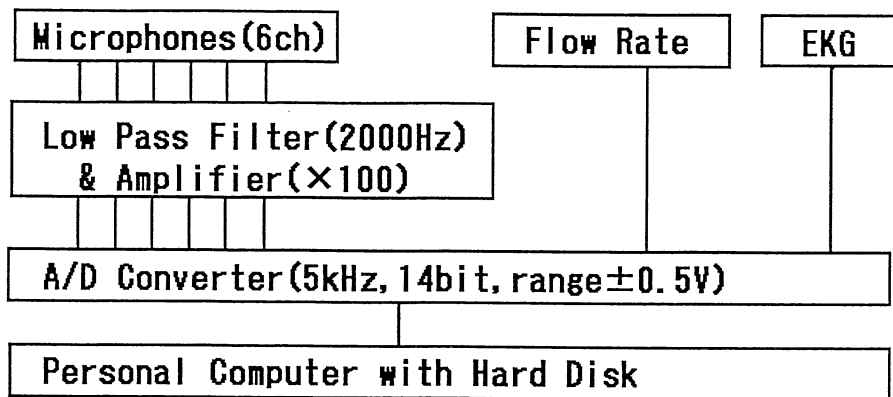 Microphones(6ch)
Flow Rate
EKG
Low Pass Filter(2000Hz)
& Amplifier(×100)
A/D Converter(5kHz,14bit,range±0.5V)
Personal Computer with Hard Disk